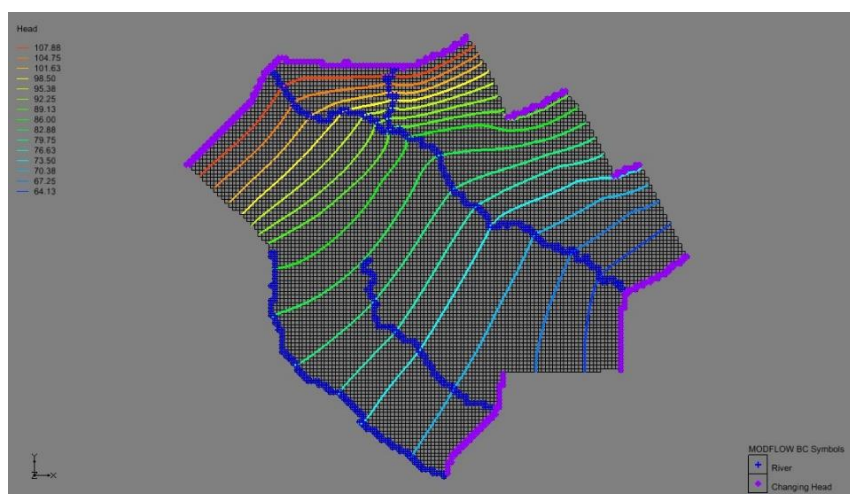 Head
107.88
104.75
101.63
98.50
95.38
92.25
89.13
86.00
82.88
79.75
76.63
73.50
70.38
67.25
64.13
Y
Z X
MODFLOW BC Symbols
River
Changing Head